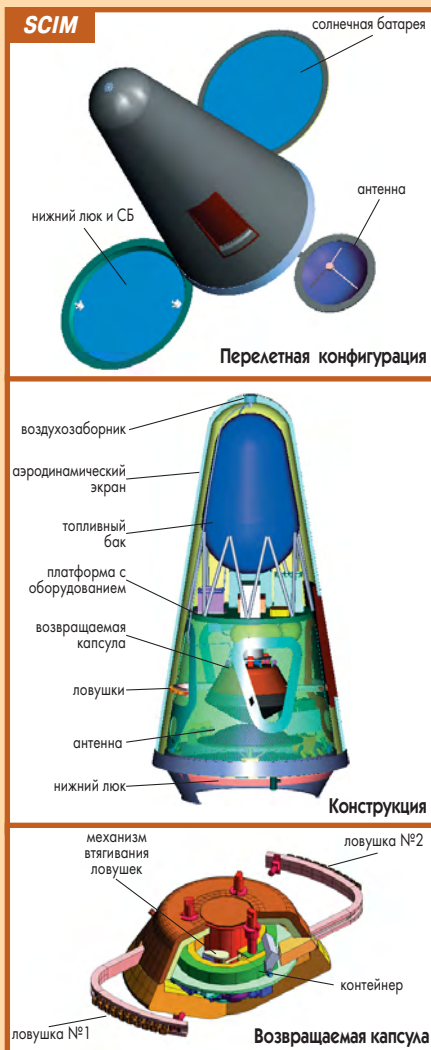 SCIM
солнечная батарея
антенна
нижний люк и СБ
Перелетная конфигурация
воздухозаборник
аэродинамический
экран
топливный
бак
платформа с
оборудованием
возвращаемая
капсула
ловушки
антенна
нижний люк
Конструкция
механизм
втягивания
ловушек
ловушка №2
контейнер
ловушка №1
Возвращаемая капсула